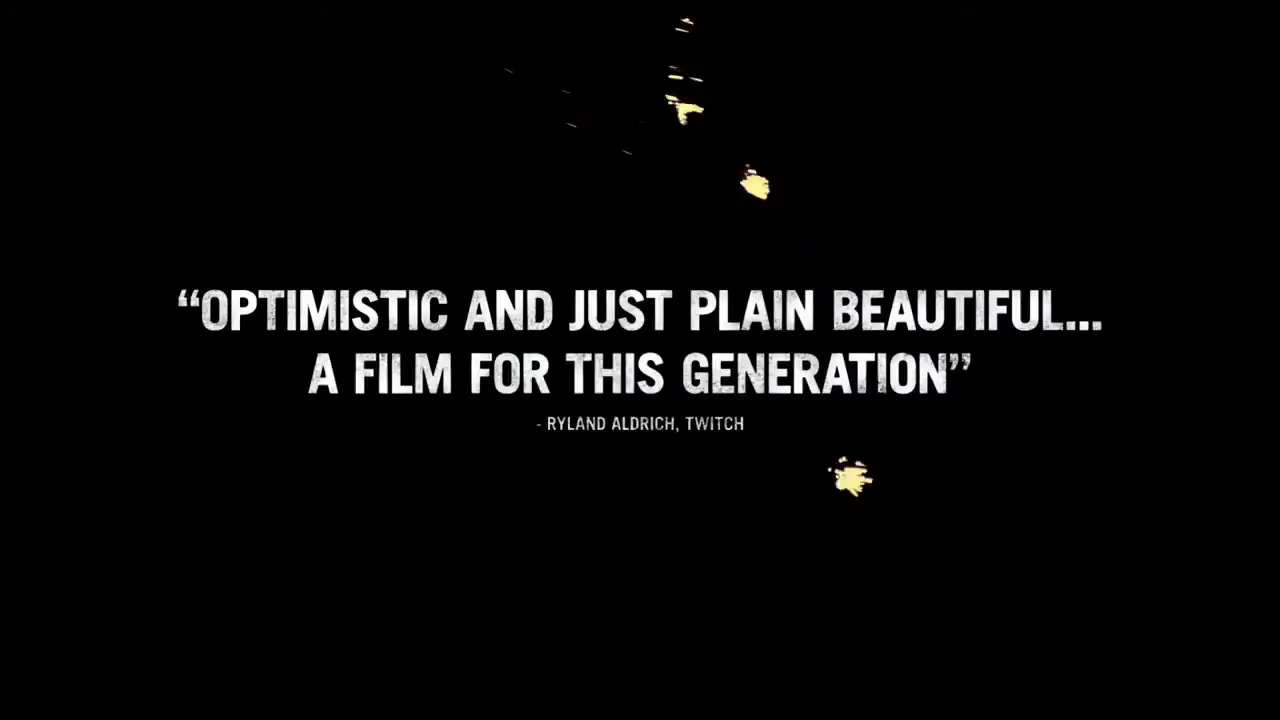 “OPTIMISTIC AND JUST PLAIN BEAUTIFUL...
A FILM FOR THIS GENERATION”
- RYLAND ALDRICH, TWITCH